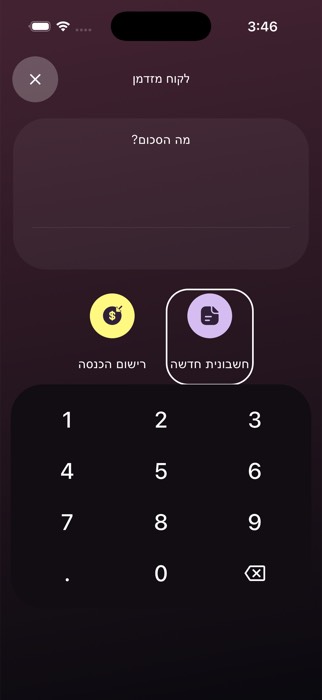 3:46
לקוח מזדמן
מה הסכום?
חשבונית חדשה
רישום הכנסה
1 2 3
4 5 6
7 8 9
. 0